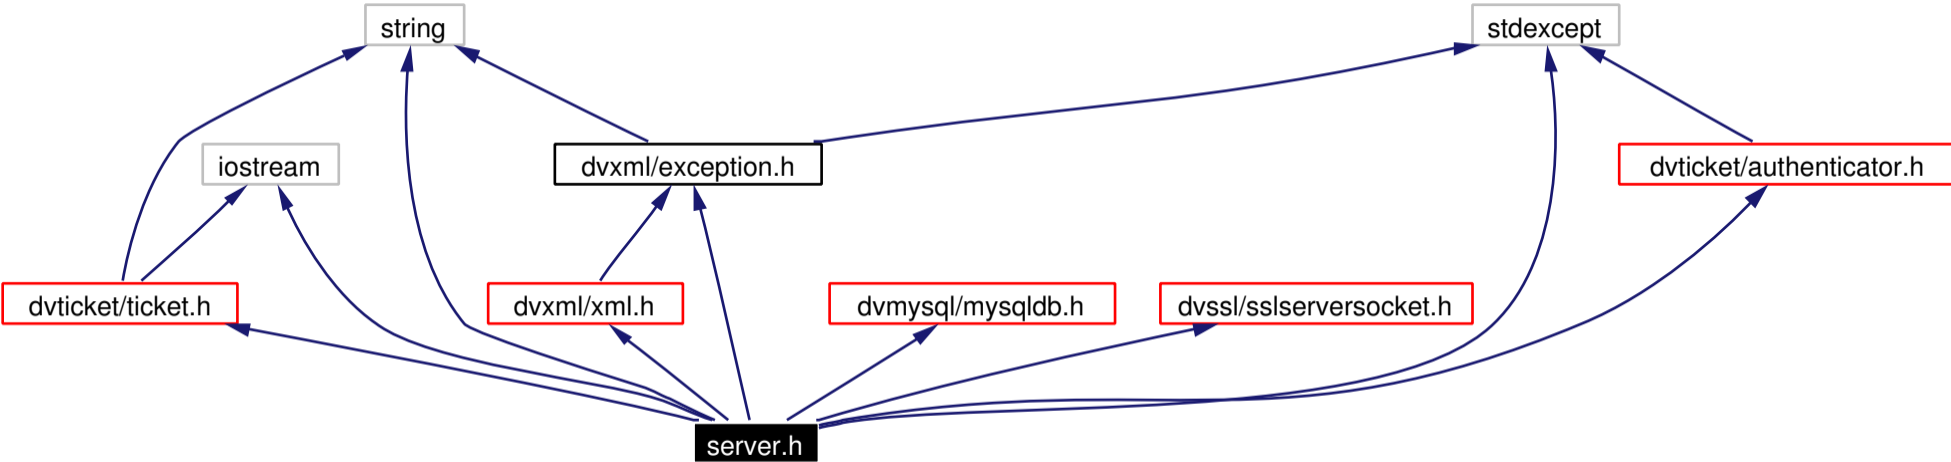 string
stdexcept
iostream
dvxml/exception.h
dvticket/authenticator.h
dvticket/ticket.h
dvxml/xml.h
dvmysql/mysqldb.h
dvssl/sslserversocket.h
server.h